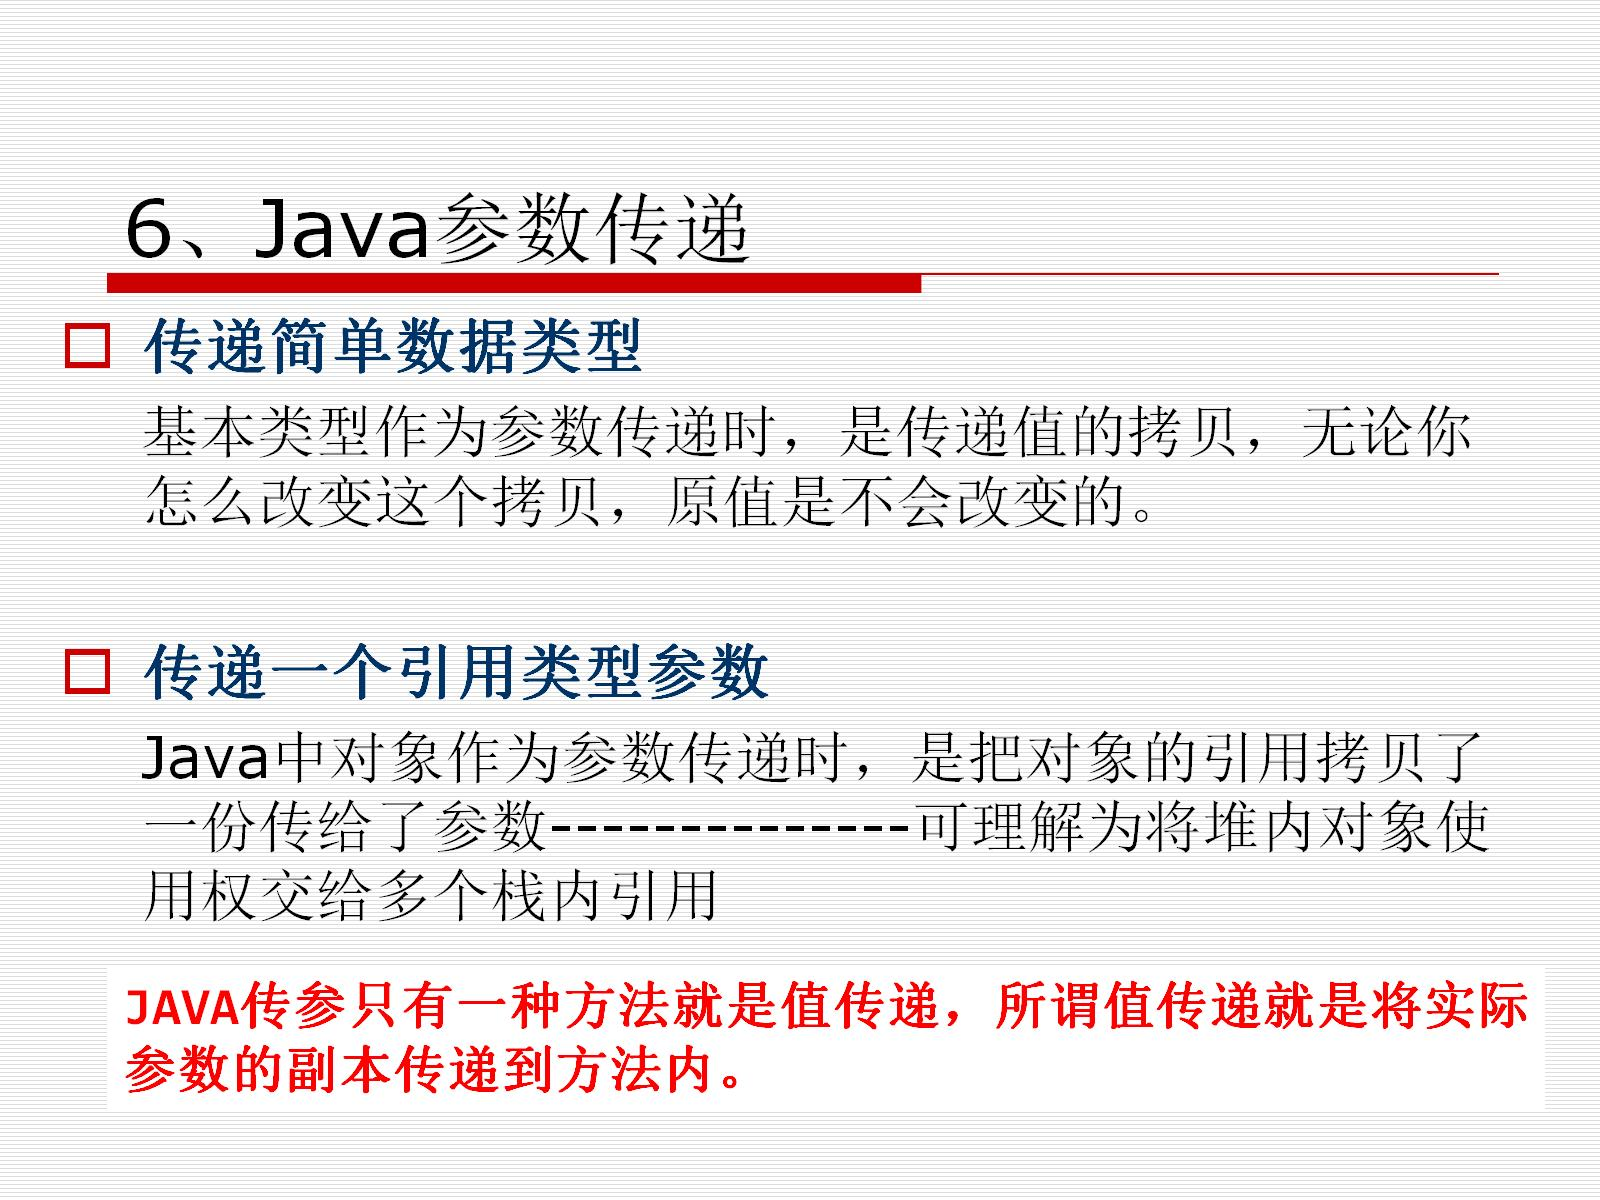 6、Java参数传递
传递简单数据类型
基本类型作为参数传递时，是传递值的拷贝，无论你
怎么改变这个拷贝，原值是不会改变的。
传递一个引用类型参数
Java中对象作为参数传递时，是把对象的引用拷贝了
一份传给了参数--------------可理解为将堆内对象使
用权交给多个栈内引用
JAVA传参只有一种方法就是值传递，所谓值传递就是将实际
参数的副本传递到方法内。